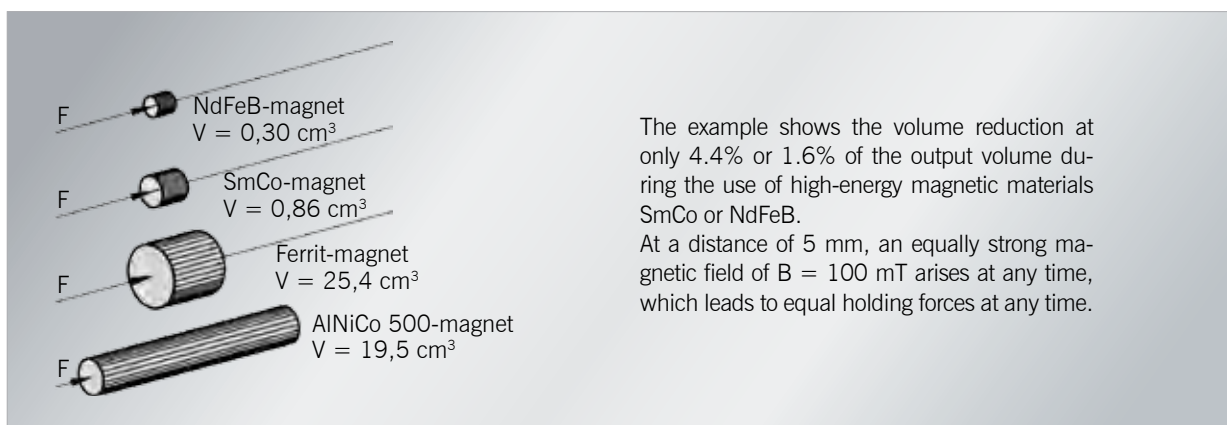 F
NdFeB-magnet
V = 0,30 cm³
F
SmCo-magnet
V = 0,86 cm³
F
Ferrit-magnet
V = 25,4 cm³
F
AlNiCo 500-magnet
V = 19,5 cm³
The example shows the volume reduction at
only 4.4% or 1.6% of the output volume du-
ring the use of high-energy magnetic materials
SmCo or NdFeB.
At a distance of 5 mm, an equally strong ma-
gnetic field of B = 100 mT arises at any time,
which leads to equal holding forces at any time.